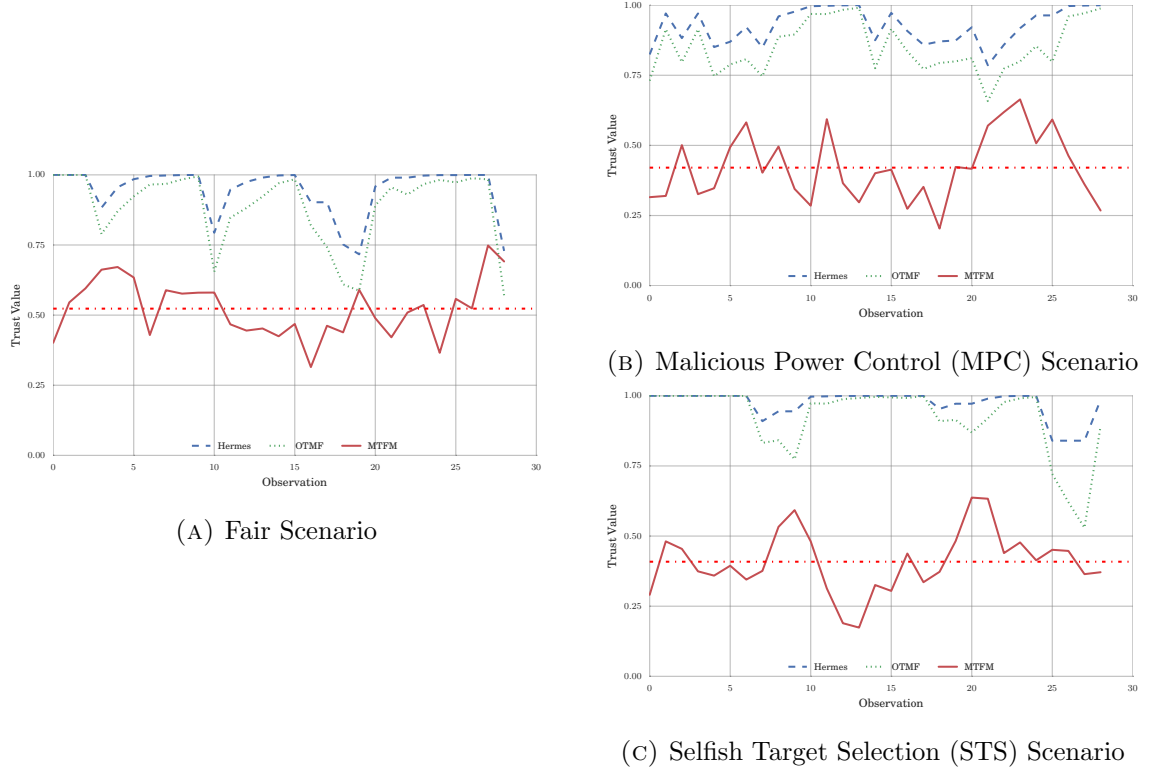 1.00
0.75
0.50
0.25
0.00
Trust Value
Hermes OTMF MTFM
0 5 10 15 20 25 30
Observation
(A) Fair Scenario
1.00
0.75
0.50
0.25
0.00
Trust Value
Hermes OTMF MTFM
0 5 10 15 20 25 30
Observation
(B) Malicious Power Control (MPC) Scenario
1.00
0.75
0.50
0.25
0.00
Trust Value
Hermes OTMF MTFM
0 5 10 15 20 25 30
Observation
(C) Selfish Target Selection (STS) Scenario